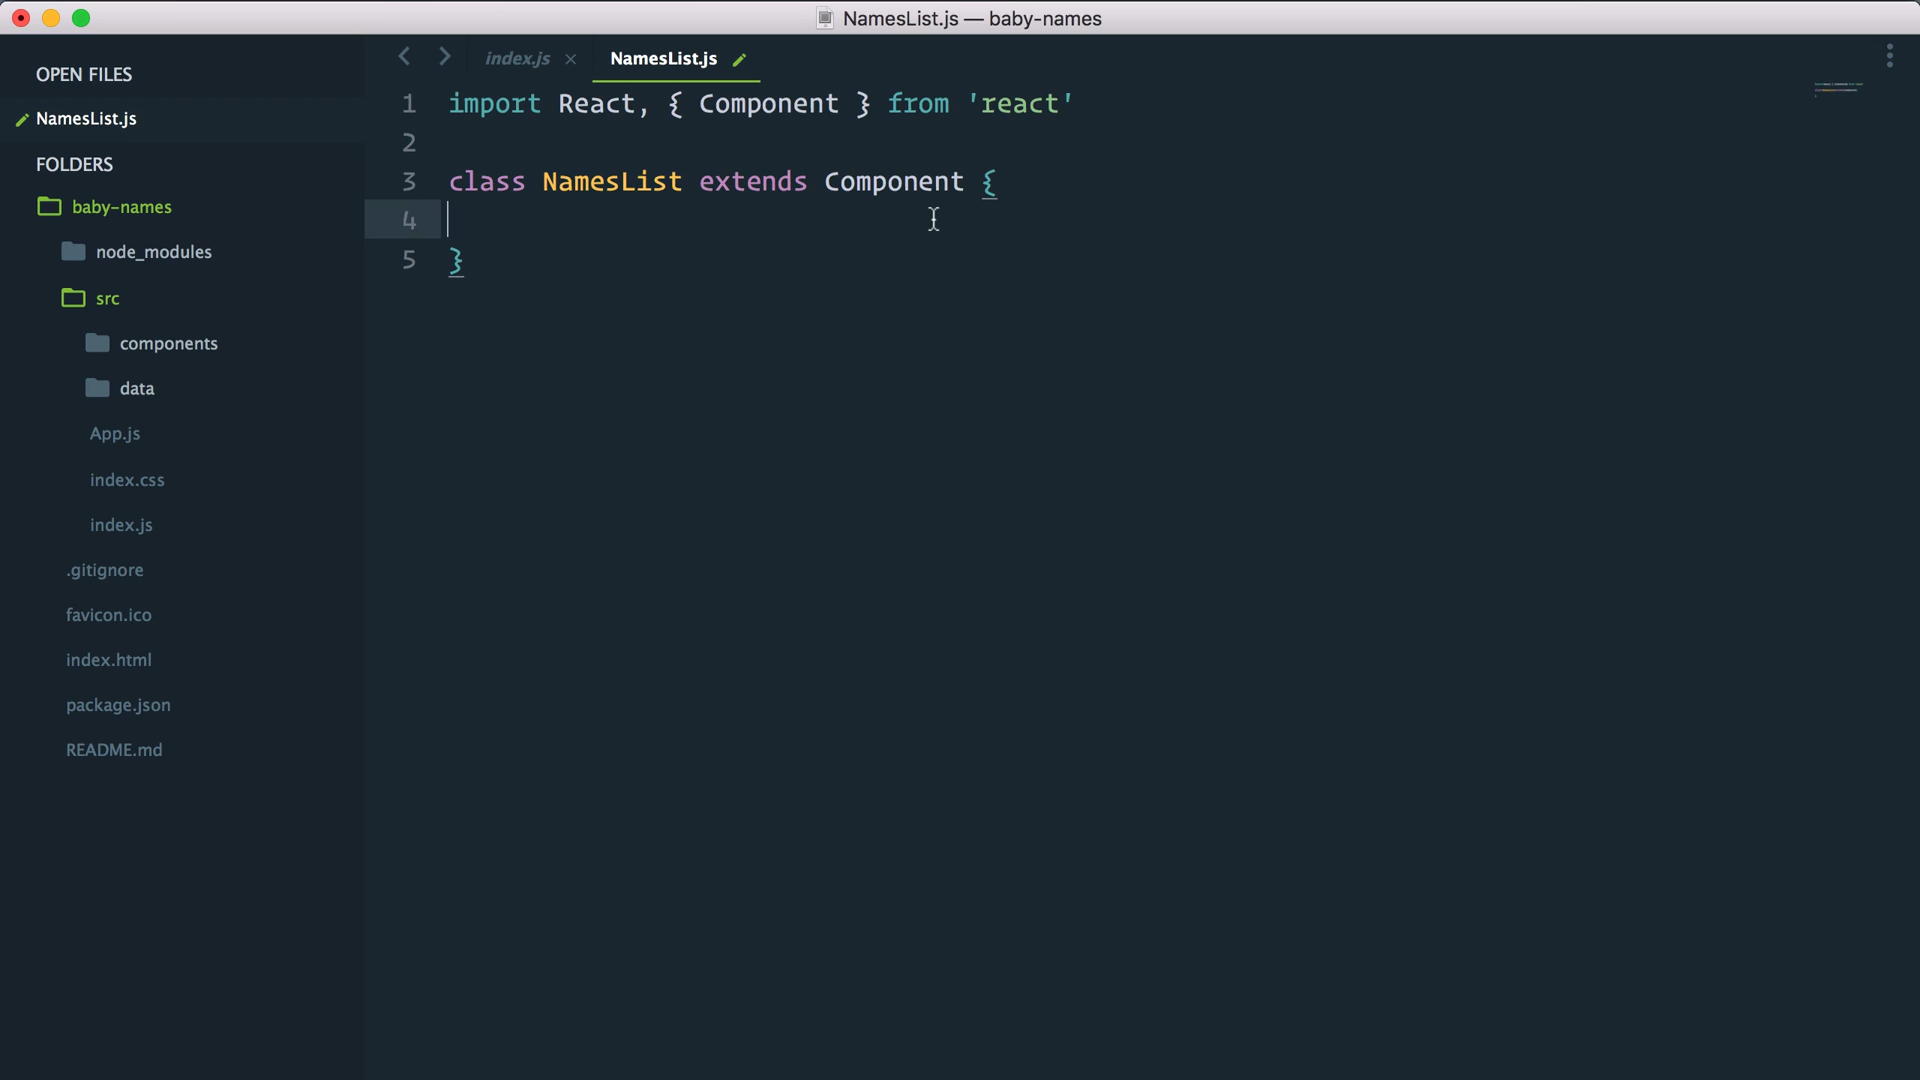 NamesList.js — baby-names
OPEN FILES
NamesList.js
FOLDERS
baby-names
node_modules
src
components
data
App.js
index.css
index.js
.gitignore
favicon.ico
index.html
package.json
README.md
index.js × NamesList.js
1 import React, { Component } from 'react'
2
3 class NamesList extends Component {
4
5 }